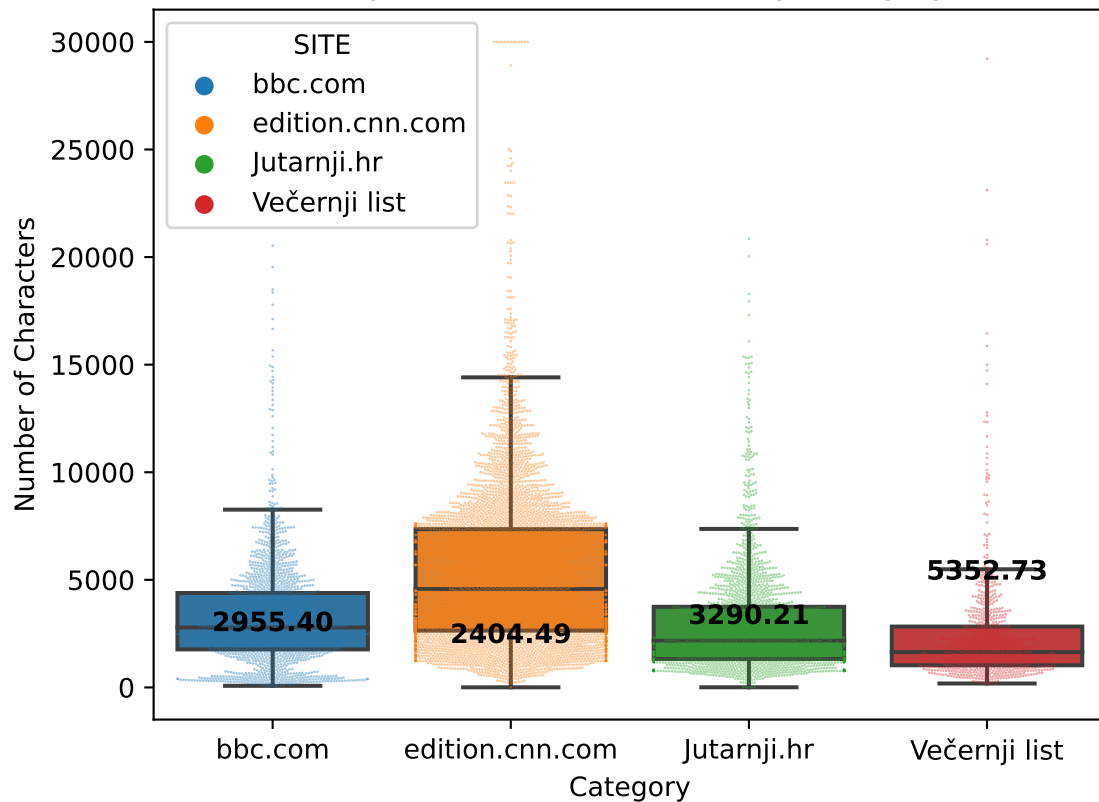 SITE
bbc.com
edition.cnn.com
Jutarnji.hr
Večernji list
Number of Characters
30000
25000
20000
15000
10000
5000
0
2955.40
2404.49
3290.21
5352.73
bbc.com
edition.cnn.com
Jutarnji.hr
Večernji list
Category